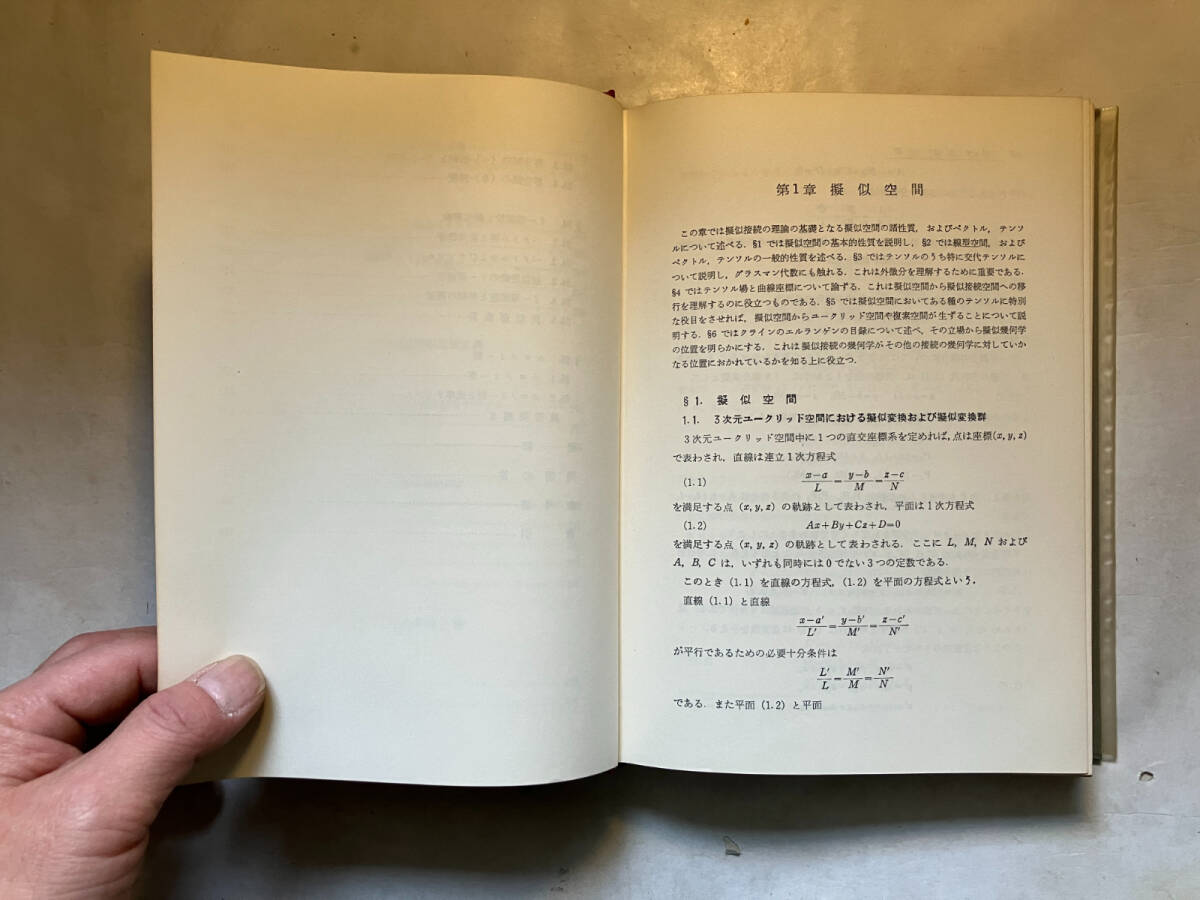 第1章 擬似空間
この章では擬似接続の理論の基礎となる擬似空間の諸性質，およびベクトル，テンソ
ルについて述べる．§1 では擬似空間の基本的性質を説明し，§2 では線型空間，および
ベクトル，テンソルの一般的性質を述べる．§3 ではテンソルのうち特に交代テンソルに
ついて説明し，グラスマン代数にも触れる．これは外微分を理解するために重要である．
§4 ではテンソル場と曲線座標について論ずる．これは擬似空間から擬似接続空間への移
行を理解するのに役立つものである．§5 では擬似空間においてある種のテンソルに特別
な役目をさせれば，擬似空間からユークリッド空間や複素空間が生ずることについて説
明する．§6 ではクラインのエルランゲンの目録について述べ，その立場から擬似幾何学
の位置を明らかにする．これは擬似接続の幾何学がその他の接続の幾何学に対していか
なる位置におかれているかを知る上に役立つ．
§1. 擬似空間
1.1. 3次元ユークリッド空間における擬似変換および擬似変換群
3次元ユークリッド空間中に1つの直交座標系を定めれば，点は座標(x, y, z)
で表わされ，直線は連立1次方程式
(1.1) x−a/L = y−b/M = z−c/N
を満足する点 (x, y, z) の軌跡として表わされ，平面は1次方程式
(1.2) Ax+By+Cz+D=0
を満足する点 (x, y, z) の軌跡として表わされる．ここに L, M, N および
A, B, C は，いずれも同時には0でない3つの定数である．
このとき (1.1) を直線の方程式，(1.2) を平面の方程式という．
直線 (1.1) と直線
x−a′/L′ = y−b′/M′ = z−c′/N′
が平行であるための必要十分条件は
L′/L = M′/M = N′/N
である．また平面 (1.2) と平面